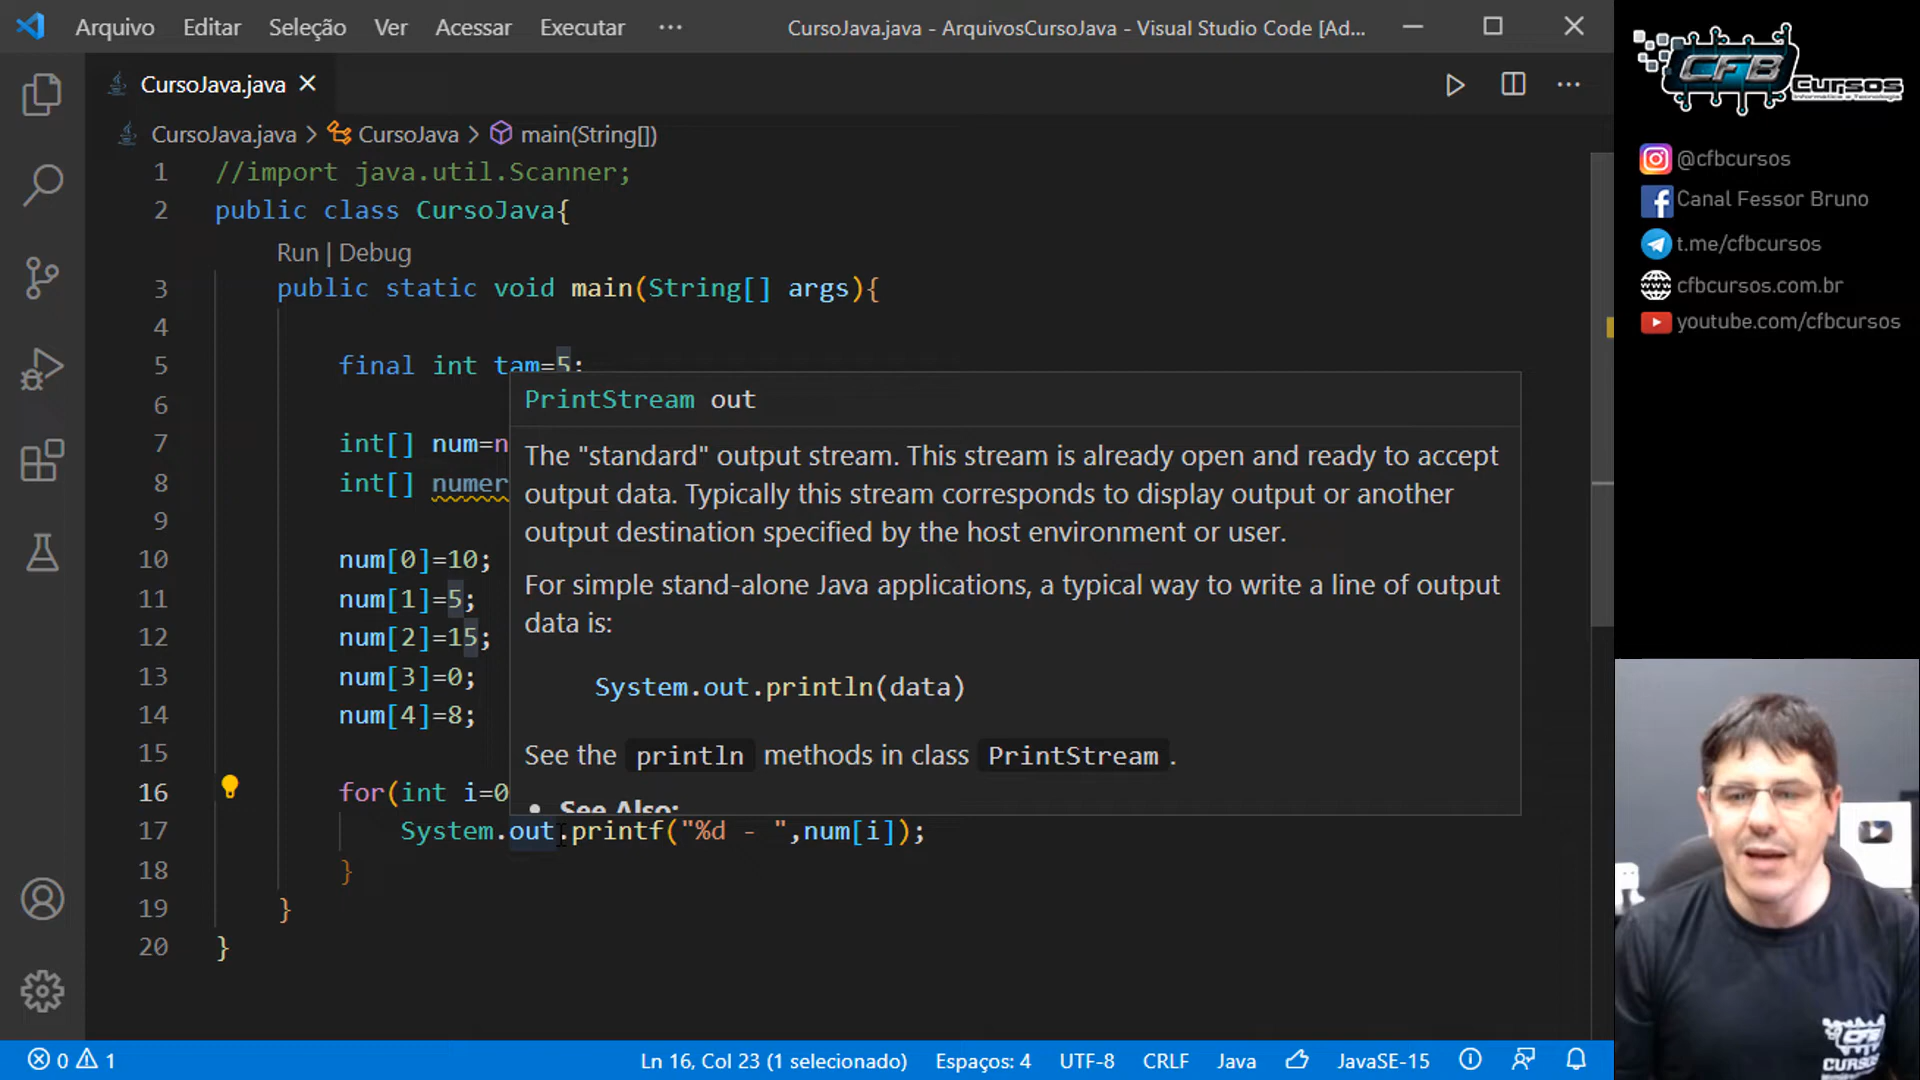 Arquivo Editar Seleção Ver Acessar Executar ··· CursoJava.java - ArquivosCursoJava - Visual Studio Code [Ad...
CursoJava.java
CursoJava.java > CursoJava > main(String[])
1 //import java.util.Scanner;
2 public class CursoJava{
Run | Debug
3 public static void main(String[] args){
4
5 final int tam=5;
6
7 int[] num=n
8 int[] numer
9
10 num[0]=10;
11 num[1]=5;
12 num[2]=15;
13 num[3]=0;
14 num[4]=8;
15
16 for(int i=0
17 System.out.printf("%d - ",num[i]);
18 }
19 }
20 }
PrintStream out
The "standard" output stream. This stream is already open and ready to accept
output data. Typically this stream corresponds to display output or another
output destination specified by the host environment or user.
For simple stand-alone Java applications, a typical way to write a line of output
data is:
System.out.println(data)
See the println methods in class PrintStream.
• See Also:
0 1 Ln 16, Col 23 (1 selecionado) Espaços: 4 UTF-8 CRLF Java JavaSE-15
CFB Cursos
Informática e Tecnologia
@cfbcursos
Canal Fessor Bruno
t.me/cfbcursos
cfbcursos.com.br
youtube.com/cfbcursos
CFB
CURSOS